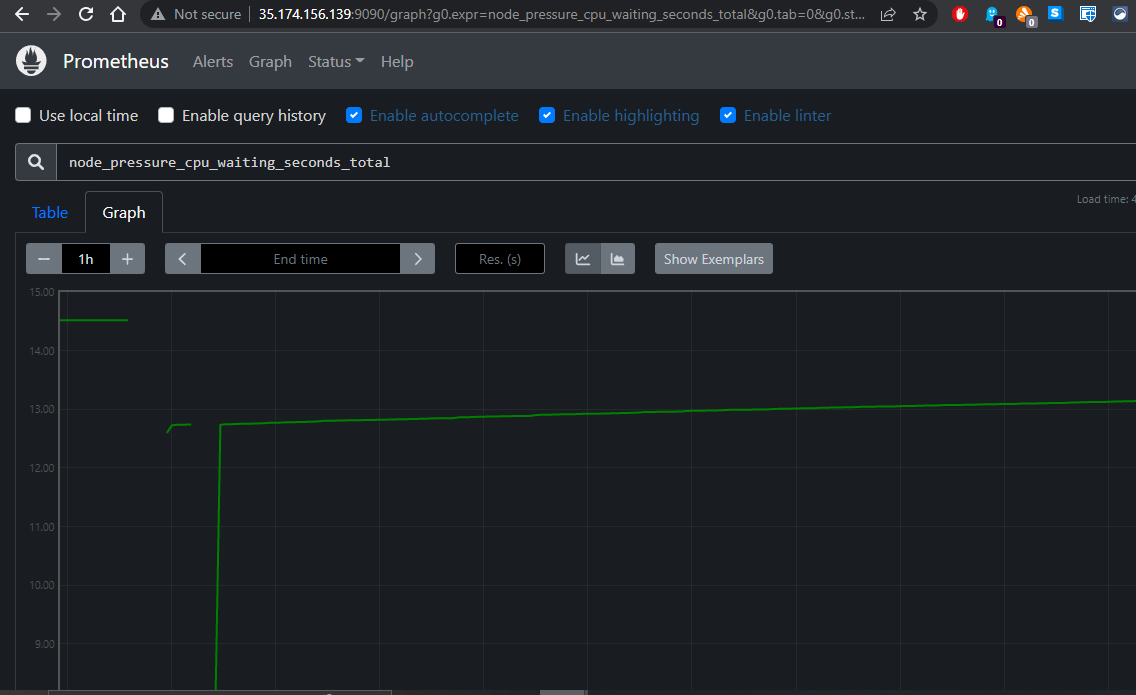 Not secure 35.174.156.139:9090/graph?g0.expr=node_pressure_cpu_waiting_seconds_total&g0.tab=0&g0.st...
0 0 S
Prometheus Alerts Graph Status Help
Use local time Enable query history Enable autocomplete Enable highlighting Enable linter
node_pressure_cpu_waiting_seconds_total
Load time: 4
Table Graph
1h End time Res. (s) Show Exemplars
15.00
14.00
13.00
12.00
11.00
10.00
9.00